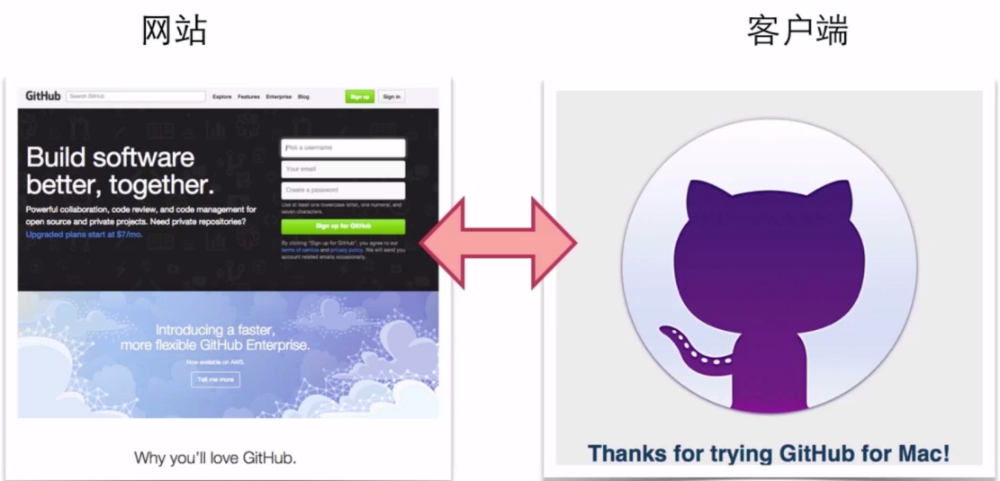 网站
客户端
GitHub
Search GitHub
Explore Features Enterprise Blog
Sign up
Sign in
Build software
better, together.
Powerful collaboration, code review, and code management for
open source and private projects. Need private repositories?
Upgraded plans start at $7/mo.
Pick a username
Your email
Create a password
Use at least one lowercase letter, one numeral, and
seven characters.
Sign up for GitHub
By clicking "Sign up for GitHub", you agree to our
terms of service and privacy policy. We will send you
account related emails occasionally.
Introducing a faster,
more flexible GitHub Enterprise.
Now available on AWS.
Tell me more
Why you'll love GitHub.
Thanks for trying GitHub for Mac!